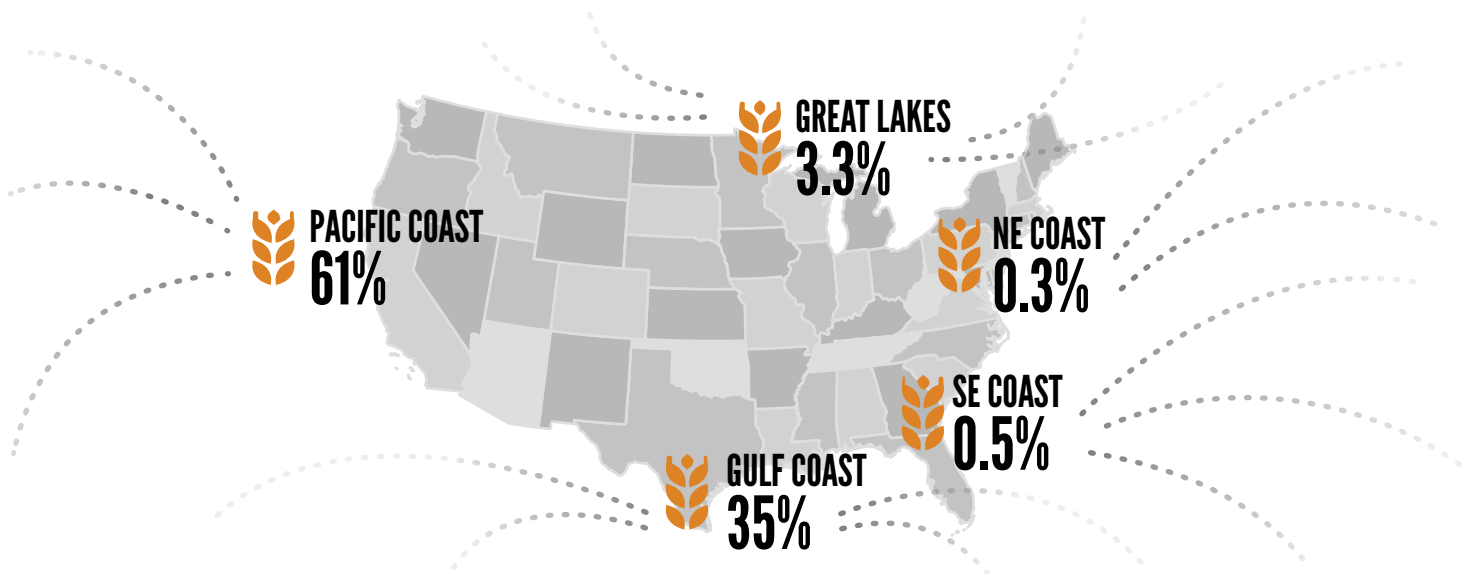 GREAT LAKES
3.3%
PACIFIC COAST
61%
NE COAST
0.3%
SE COAST
0.5%
GULF COAST
35%